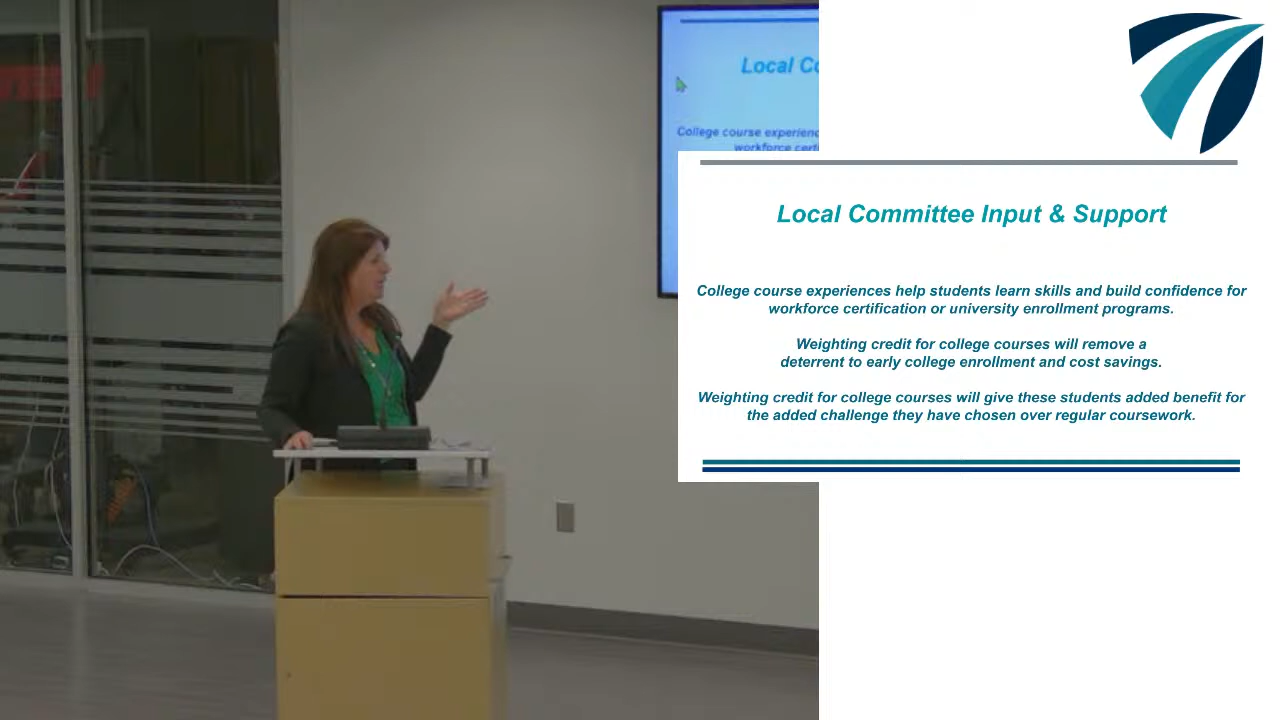 Local Co
College course experienc
workforce cert
Local Committee Input & Support
College course experiences help students learn skills and build confidence for
workforce certification or university enrollment programs.
Weighting credit for college courses will remove a
deterrent to early college enrollment and cost savings.
Weighting credit for college courses will give these students added benefit for
the added challenge they have chosen over regular coursework.